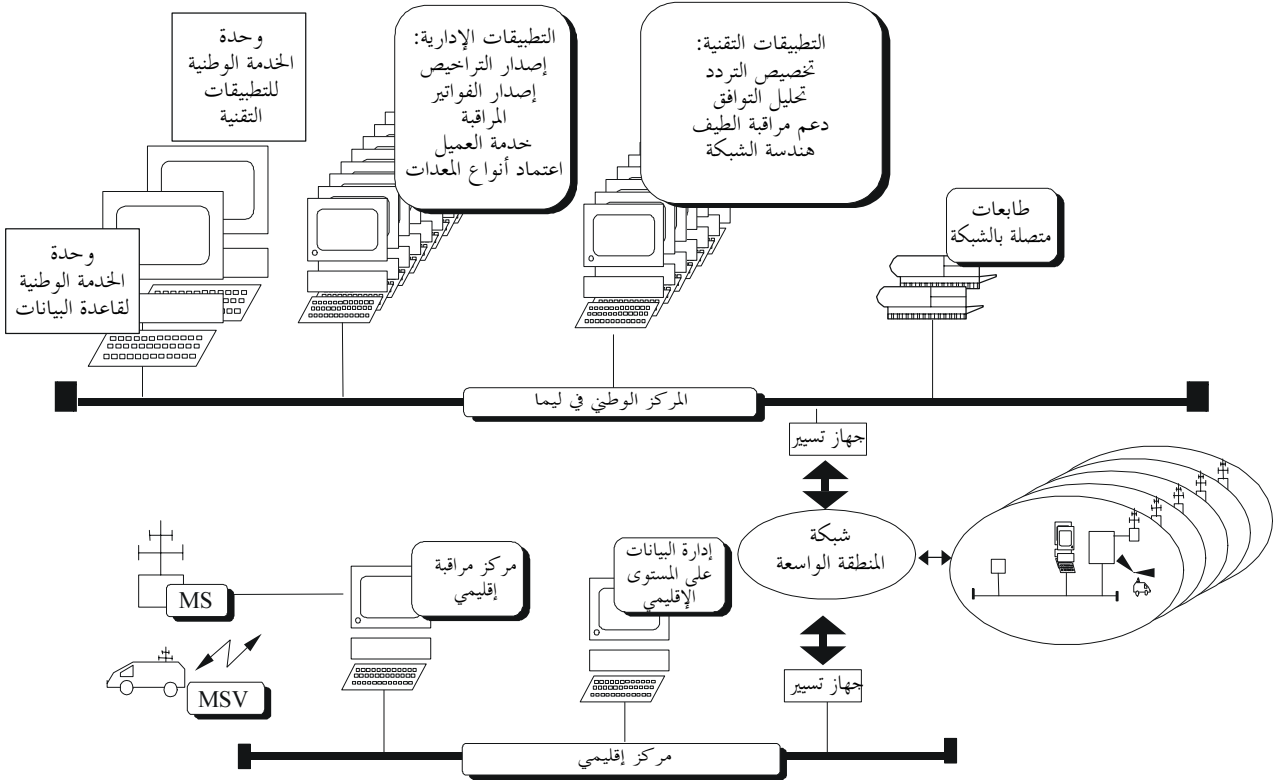 التطبيقات التقنية:
تخصيص التردد
تحليل التوافق
دعم مراقبة الطيف
هندسة الشبكة
التطبيقات الإدارية:
إصدار التراخيص
إصدار الفواتير
المراقبة
خدمة العميل
اعتماد أنواع المعدات
وحدة
الخدمة الوطنية
للتطبيقات
التقنية
طابعات
متصلة بالشبكة
وحدة
الخدمة الوطنية
لقاعدة البيانات
المركز الوطني في ليما
جهاز تسيير
شبكة
المنطقة الواسعة
إدارة البيانات
على المستوى
الإقليمي
مركز مراقبة
إقليمي
MS
MSV
جهاز تسيير
مركز إقليمي